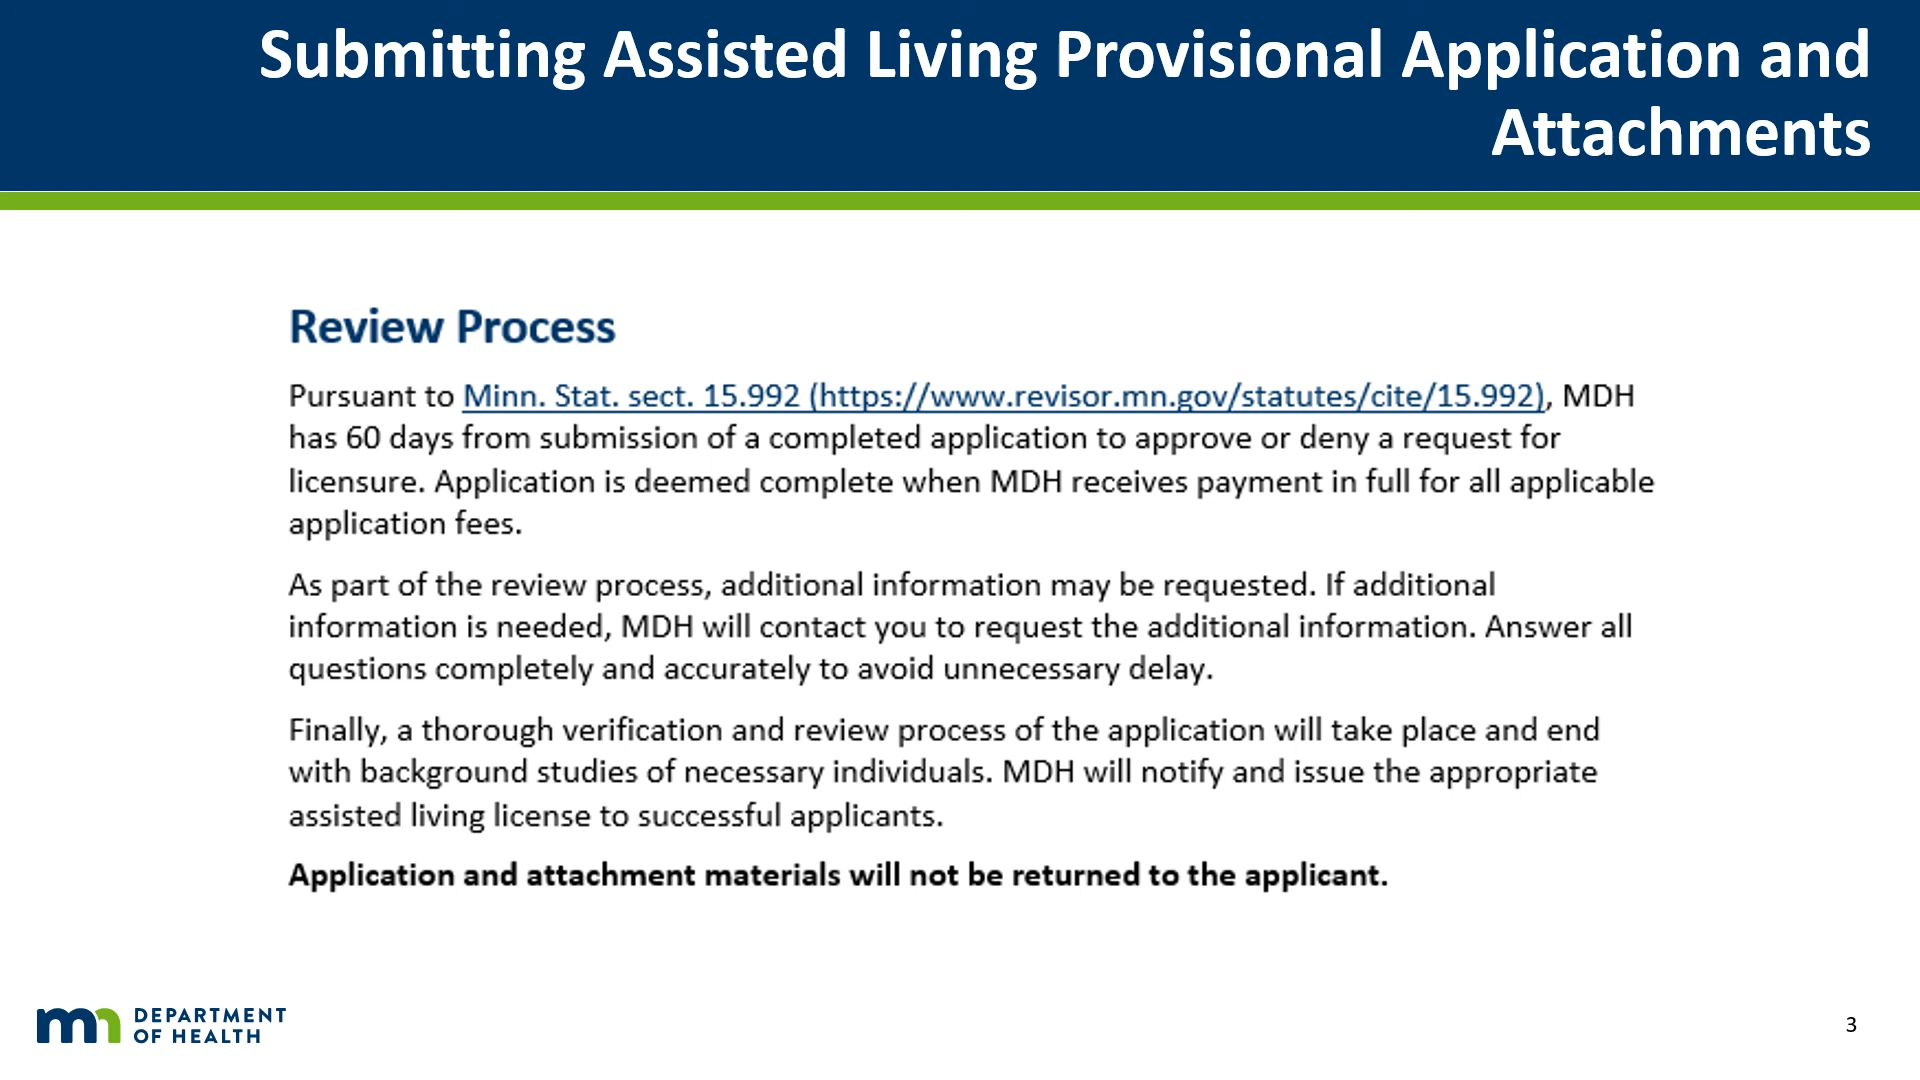 Submitting Assisted Living Provisional Application and
Attachments
Review Process
Pursuant to Minn. Stat. sect. 15.992 (https://www.revisor.mn.gov/statutes/cite/15.992), MDH
has 60 days from submission of a completed application to approve or deny a request for
licensure. Application is deemed complete when MDH receives payment in full for all applicable
application fees.
As part of the review process, additional information may be requested. If additional
information is needed, MDH will contact you to request the additional information. Answer all
questions completely and accurately to avoid unnecessary delay.
Finally, a thorough verification and review process of the application will take place and end
with background studies of necessary individuals. MDH will notify and issue the appropriate
assisted living license to successful applicants.
Application and attachment materials will not be returned to the applicant.
mn DEPARTMENT
OF HEALTH
3